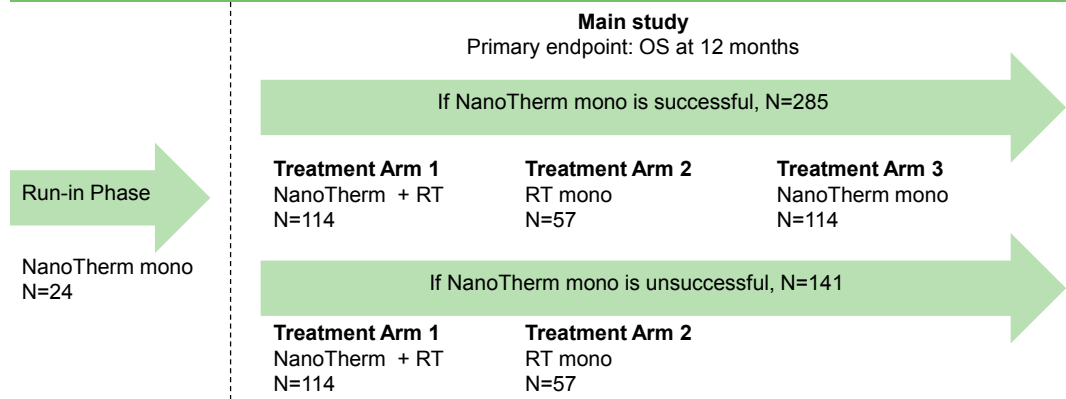 Main study
Primary endpoint: OS at 12 months
If NanoTherm mono is successful, N=285
Run-in Phase
NanoTherm mono
N=24
Treatment Arm 1
NanoTherm + RT
N=114
Treatment Arm 2
RT mono
N=57
Treatment Arm 3
NanoTherm mono
N=114
If NanoTherm mono is unsuccessful, N=141
Treatment Arm 1
NanoTherm + RT
N=114
Treatment Arm 2
RT mono
N=57